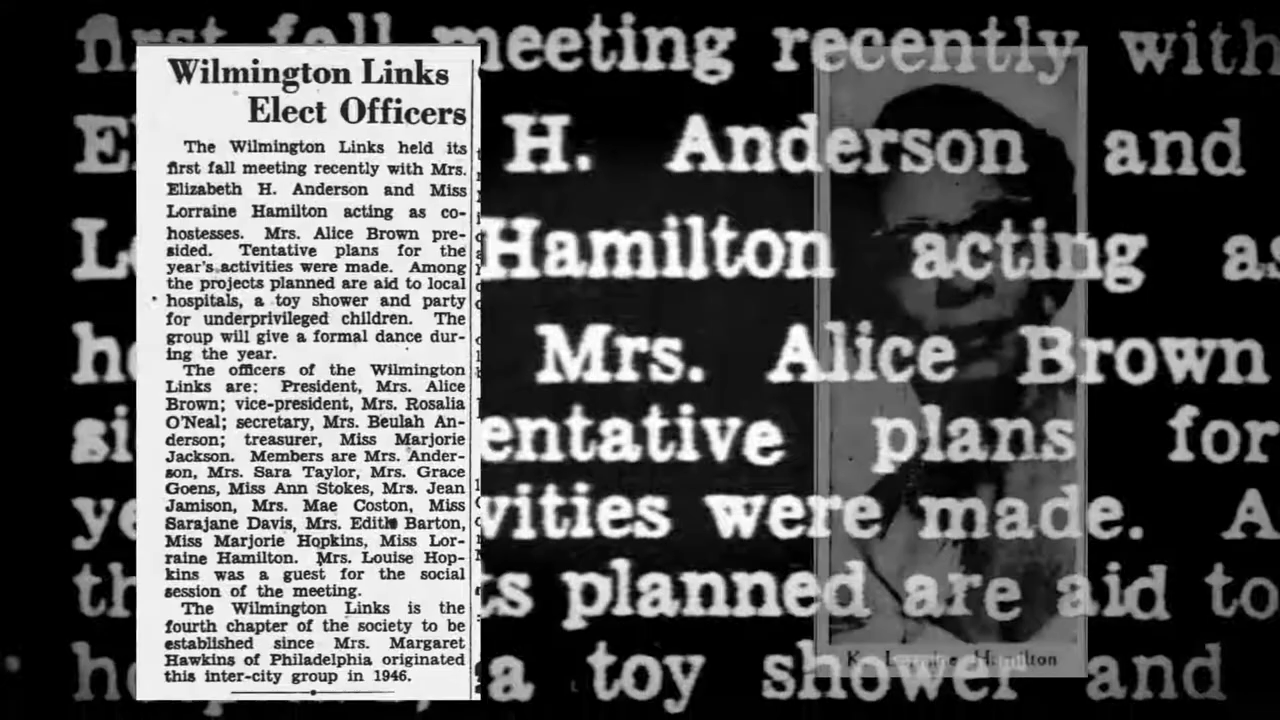 Wilmington Links
Elect Officers
The Wilmington Links held its
first fall meeting recently with Mrs.
Elizabeth H. Anderson and Miss
Lorraine Hamilton acting as co-
hostesses. Mrs. Alice Brown pre-
sided. Tentative plans for the
year's activities were made. Among
the projects planned are aid to local
hospitals, a toy shower and party
for underprivileged children. The
group will give a formal dance dur-
ing the year.
The officers of the Wilmington
Links are: President, Mrs. Alice
Brown; vice-president, Mrs. Rosalia
O'Neal; secretary, Mrs. Beulah An-
derson; treasurer, Miss Marjorie
Jackson. Members are Mrs. Ander-
son, Mrs. Sara Taylor, Mrs. Grace
Goens, Miss Ann Stokes, Mrs. Jean
Jamison, Mrs. Mae Coston, Miss
Sarajane Davis, Mrs. Edith Barton,
Miss Marjorie Hopkins, Miss Lor-
raine Hamilton. Mrs. Louise Hop-
kins was a guest for the social
session of the meeting.
The Wilmington Links is the
fourth chapter of the society to be
established since Mrs. Margaret
Hawkins of Philadelphia originated
this inter-city group in 1946.
first fall meeting recently with
H. Anderson and
Hamilton acting as
Mrs. Alice Brown
entative plans for
vities were made. A
ts planned are aid to
a toy shower and
K. Lorraine Hamilton